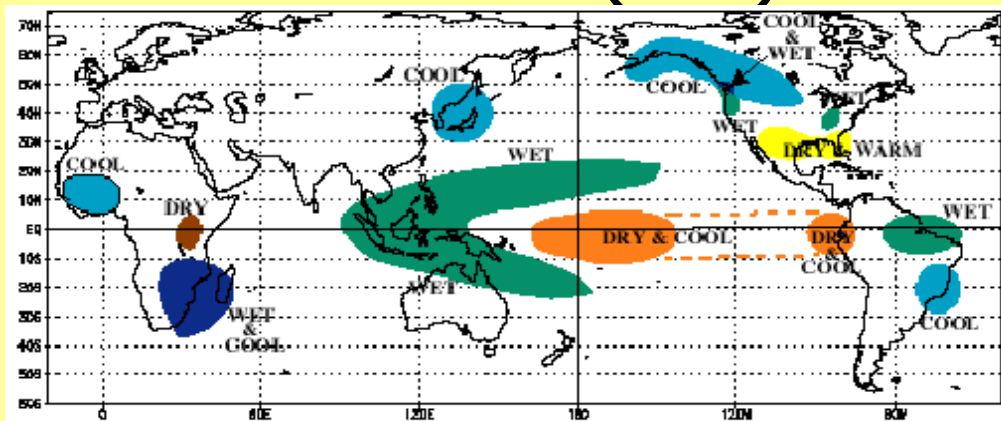 COOL
&
WET
COOL
COOL
WET
WET
DRY & WARM
WET
COOL
DRY
WET
DRY & COOL
DRY
&
COOL
WET
WET
&
COOL
COOL
70N
60N
50N
40N
30N
20N
10N
EQ
10S
20S
30S
40S
50S
60S
0
60E
120E
180
120W
60W